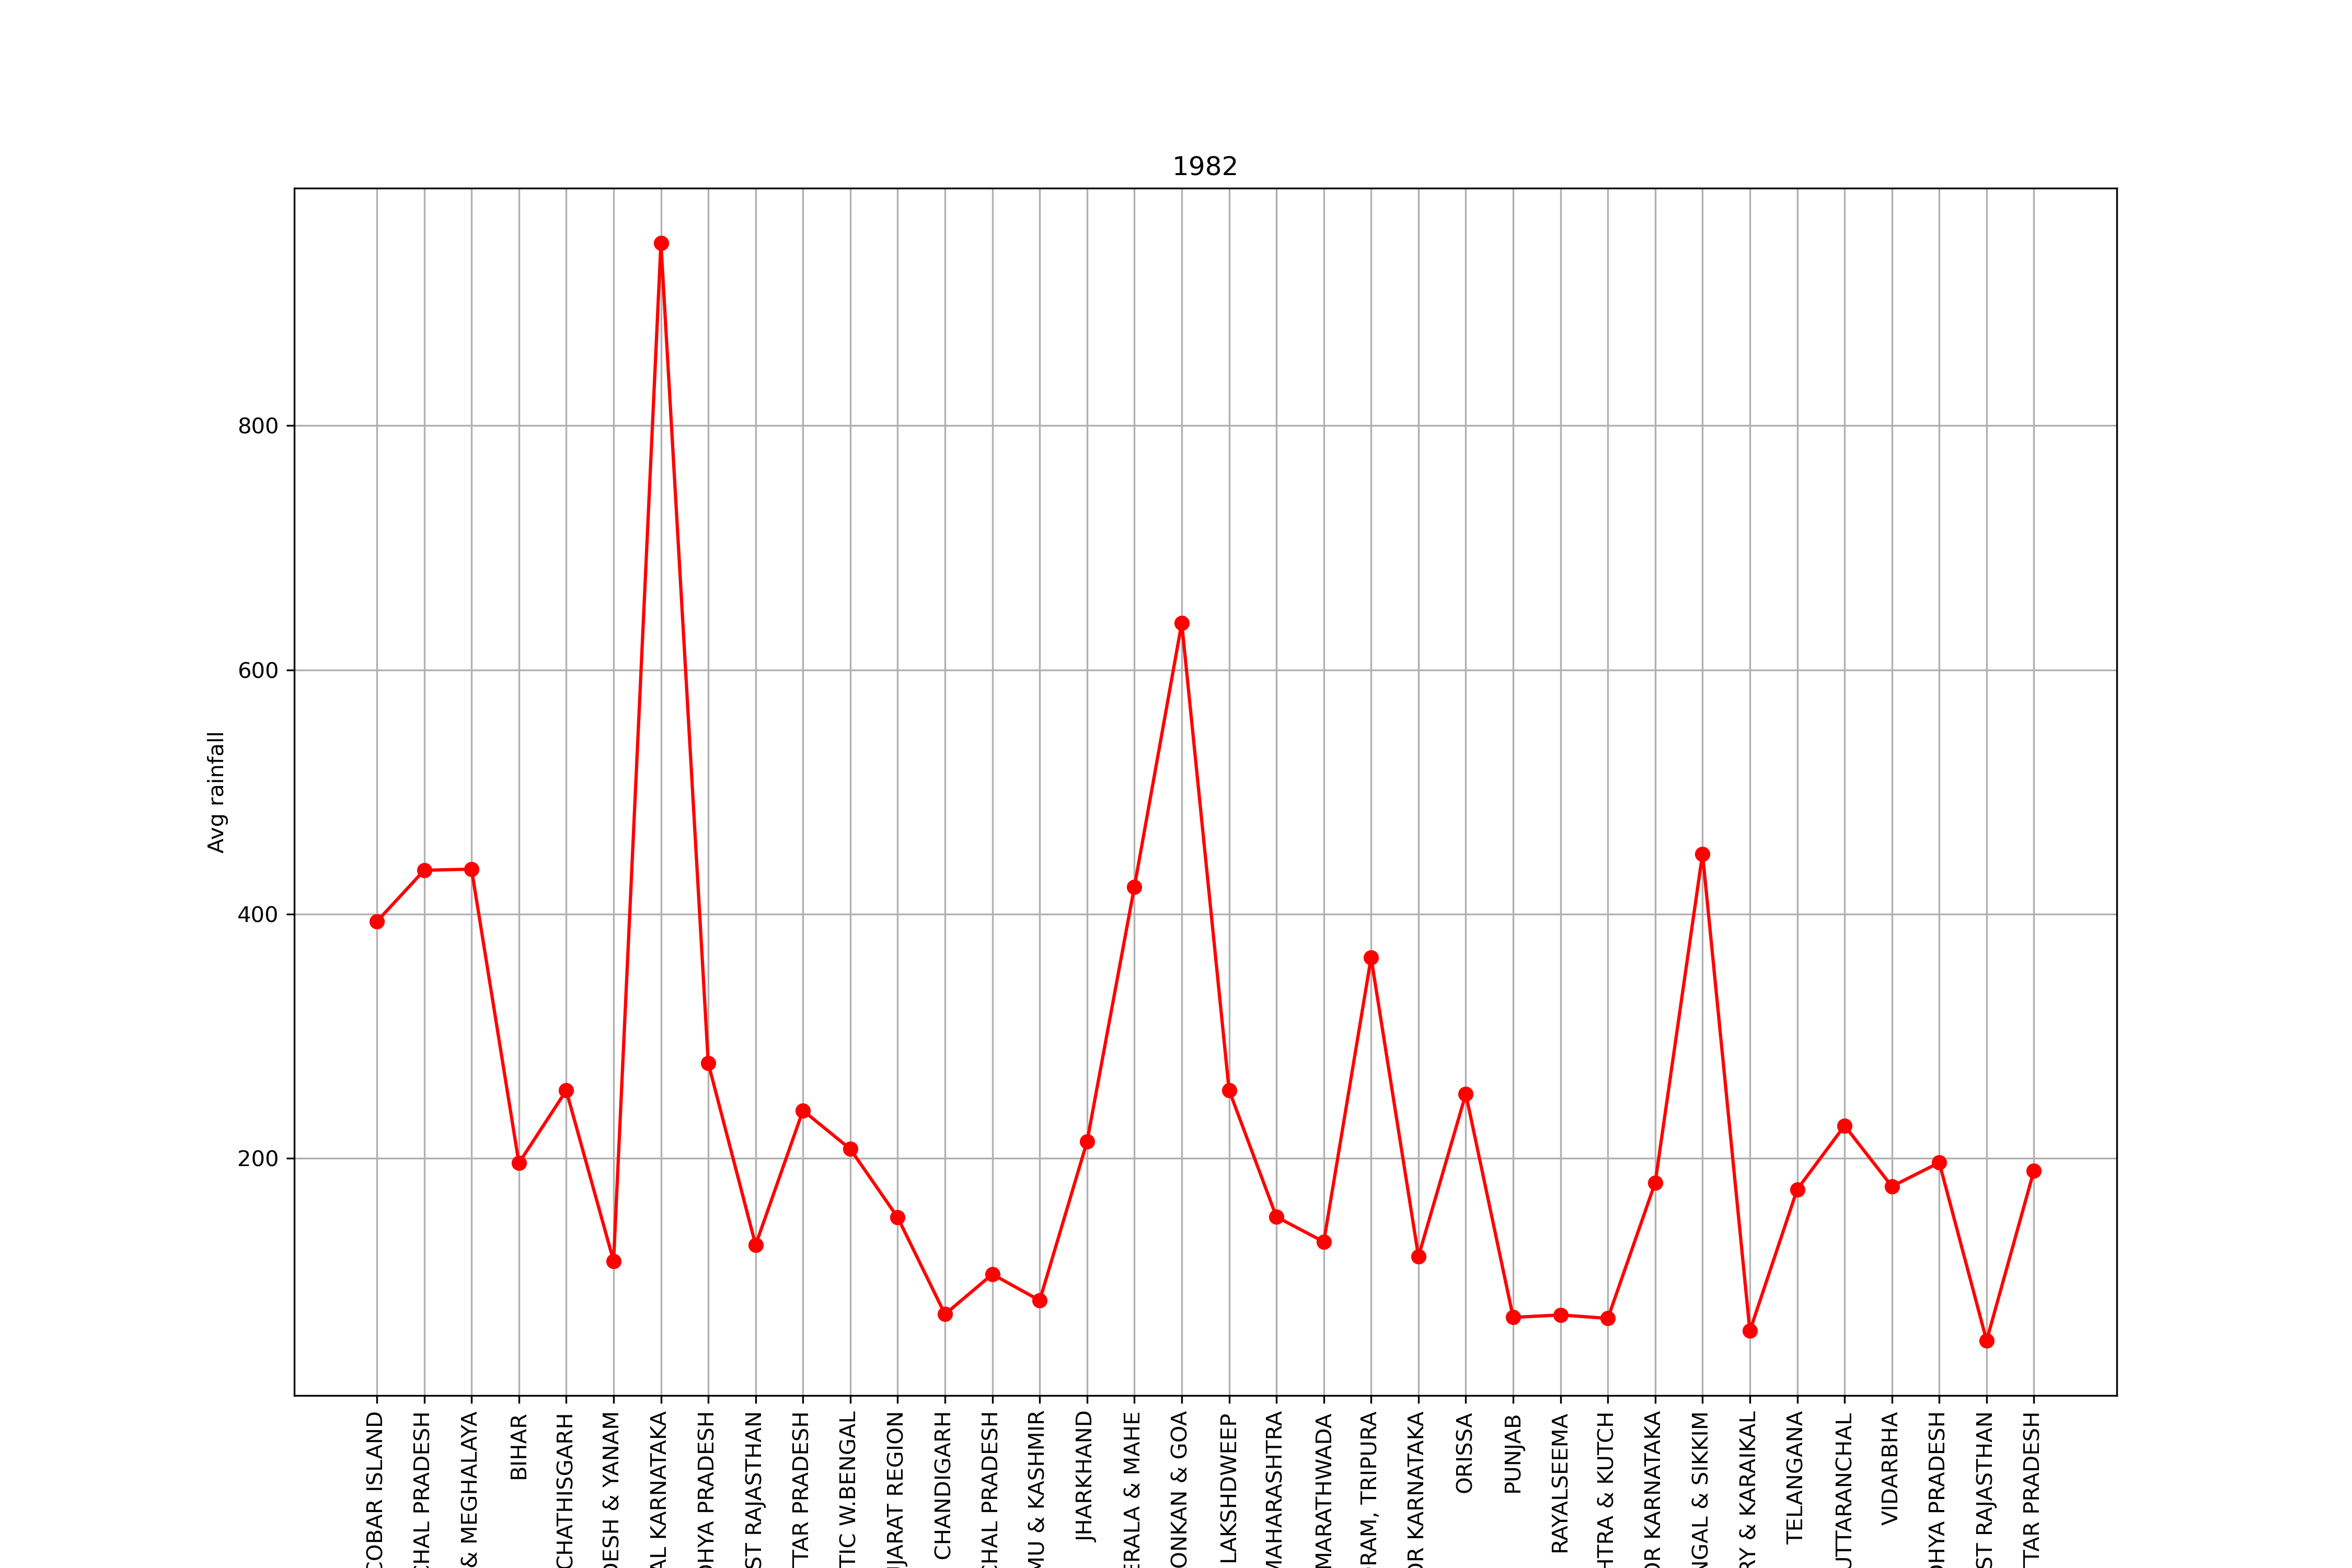 1982
800
600
400
200
Avg rainfall
COBAR ISLAND
CHAL PRADESH
& MEGHALAYA
BIHAR
CHATHISGARH
DESH & YANAM
AL KARNATAKA
DHYA PRADESH
ST RAJASTHAN
TTAR PRADESH
TIC W.BENGAL
JARAT REGION
CHANDIGARH
CHAL PRADESH
MU & KASHMIR
JHARKHAND
ERALA & MAHE
ONKAN & GOA
LAKSHDWEEP
MAHARASHTRA
MARATHWADA
RAM, TRIPURA
OR KARNATAKA
ORISSA
PUNJAB
RAYALSEEMA
HTRA & KUTCH
OR KARNATAKA
NGAL & SIKKIM
RY & KARAIKAL
TELANGANA
UTTARANCHAL
VIDARBHA
DHYA PRADESH
ST RAJASTHAN
TTAR PRADESH